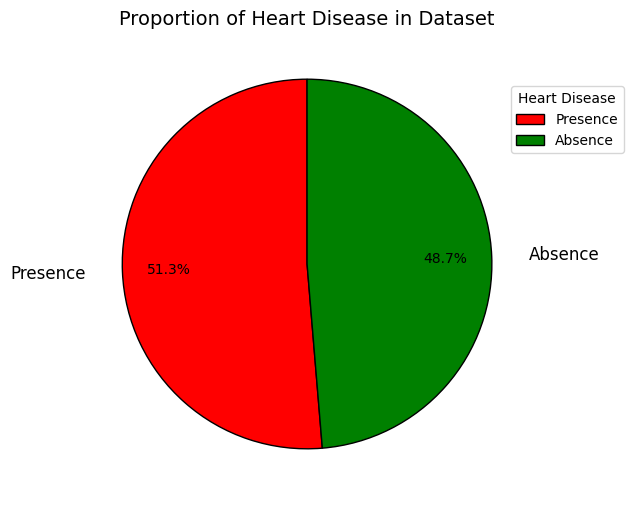 Proportion of Heart Disease in Dataset
Heart Disease
Presence
Absence
Presence
51.3%
48.7%
Absence